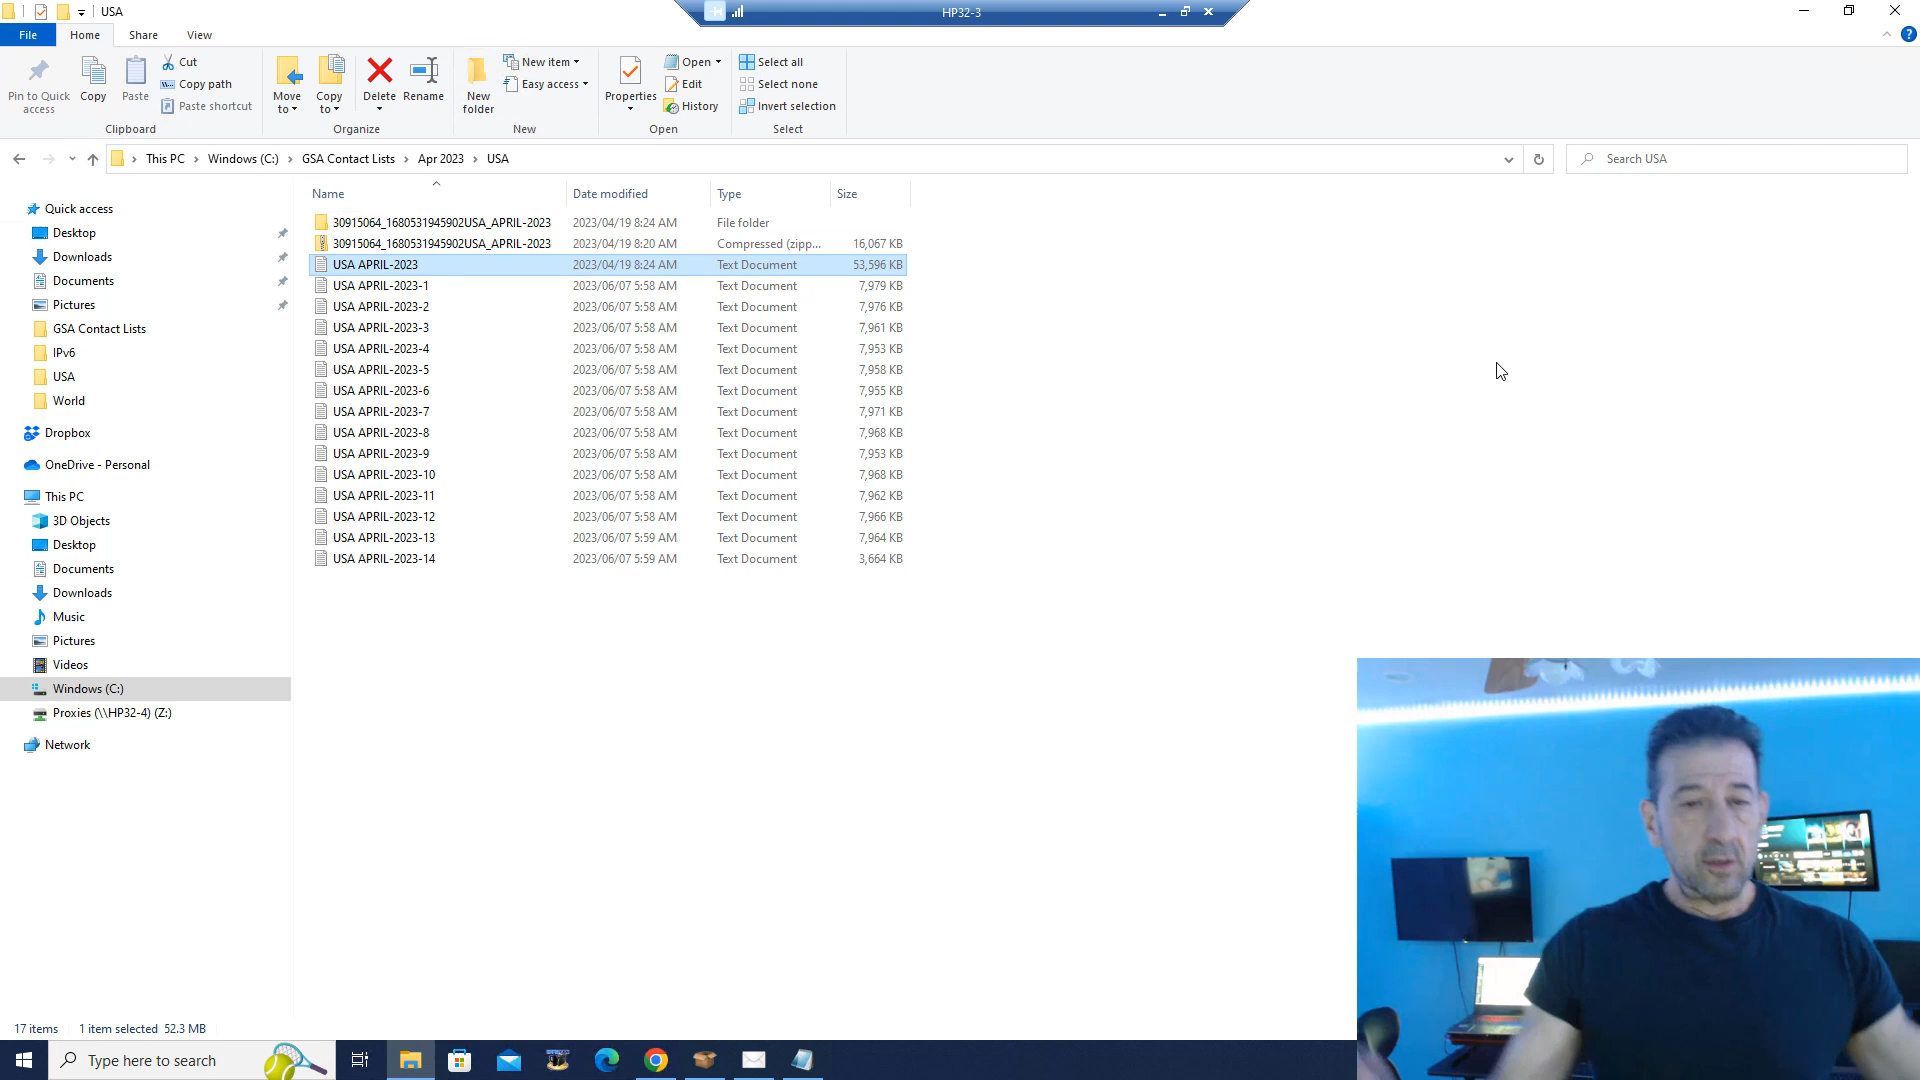 USA
HP32-3
File
Home
Share
View
Pin to Quick access
Copy
Paste
Cut
Copy path
Paste shortcut
Clipboard
Move to
Copy to
Delete
Rename
Organize
New folder
New item
Easy access
New
Properties
Open
Edit
History
Open
Select all
Select none
Invert selection
Select
This PC > Windows (C:) > GSA Contact Lists > Apr 2023 > USA
Search USA
Quick access
Desktop
Downloads
Documents
Pictures
GSA Contact Lists
IPv6
USA
World
Dropbox
OneDrive - Personal
This PC
3D Objects
Desktop
Documents
Downloads
Music
Pictures
Videos
Windows (C:)
Proxies (\\HP32-4) (Z:)
Network
Name Date modified Type Size
30915064_1680531945902USA_APRIL-2023 2023/04/19 8:24 AM File folder
30915064_1680531945902USA_APRIL-2023 2023/04/19 8:20 AM Compressed (zipp... 16,067 KB
USA APRIL-2023 2023/04/19 8:24 AM Text Document 53,596 KB
USA APRIL-2023-1 2023/06/07 5:58 AM Text Document 7,979 KB
USA APRIL-2023-2 2023/06/07 5:58 AM Text Document 7,976 KB
USA APRIL-2023-3 2023/06/07 5:58 AM Text Document 7,961 KB
USA APRIL-2023-4 2023/06/07 5:58 AM Text Document 7,953 KB
USA APRIL-2023-5 2023/06/07 5:58 AM Text Document 7,958 KB
USA APRIL-2023-6 2023/06/07 5:58 AM Text Document 7,955 KB
USA APRIL-2023-7 2023/06/07 5:58 AM Text Document 7,971 KB
USA APRIL-2023-8 2023/06/07 5:58 AM Text Document 7,968 KB
USA APRIL-2023-9 2023/06/07 5:58 AM Text Document 7,953 KB
USA APRIL-2023-10 2023/06/07 5:58 AM Text Document 7,968 KB
USA APRIL-2023-11 2023/06/07 5:58 AM Text Document 7,962 KB
USA APRIL-2023-12 2023/06/07 5:58 AM Text Document 7,966 KB
USA APRIL-2023-13 2023/06/07 5:59 AM Text Document 7,964 KB
USA APRIL-2023-14 2023/06/07 5:59 AM Text Document 3,664 KB
17 items 1 item selected 52.3 MB
Type here to search